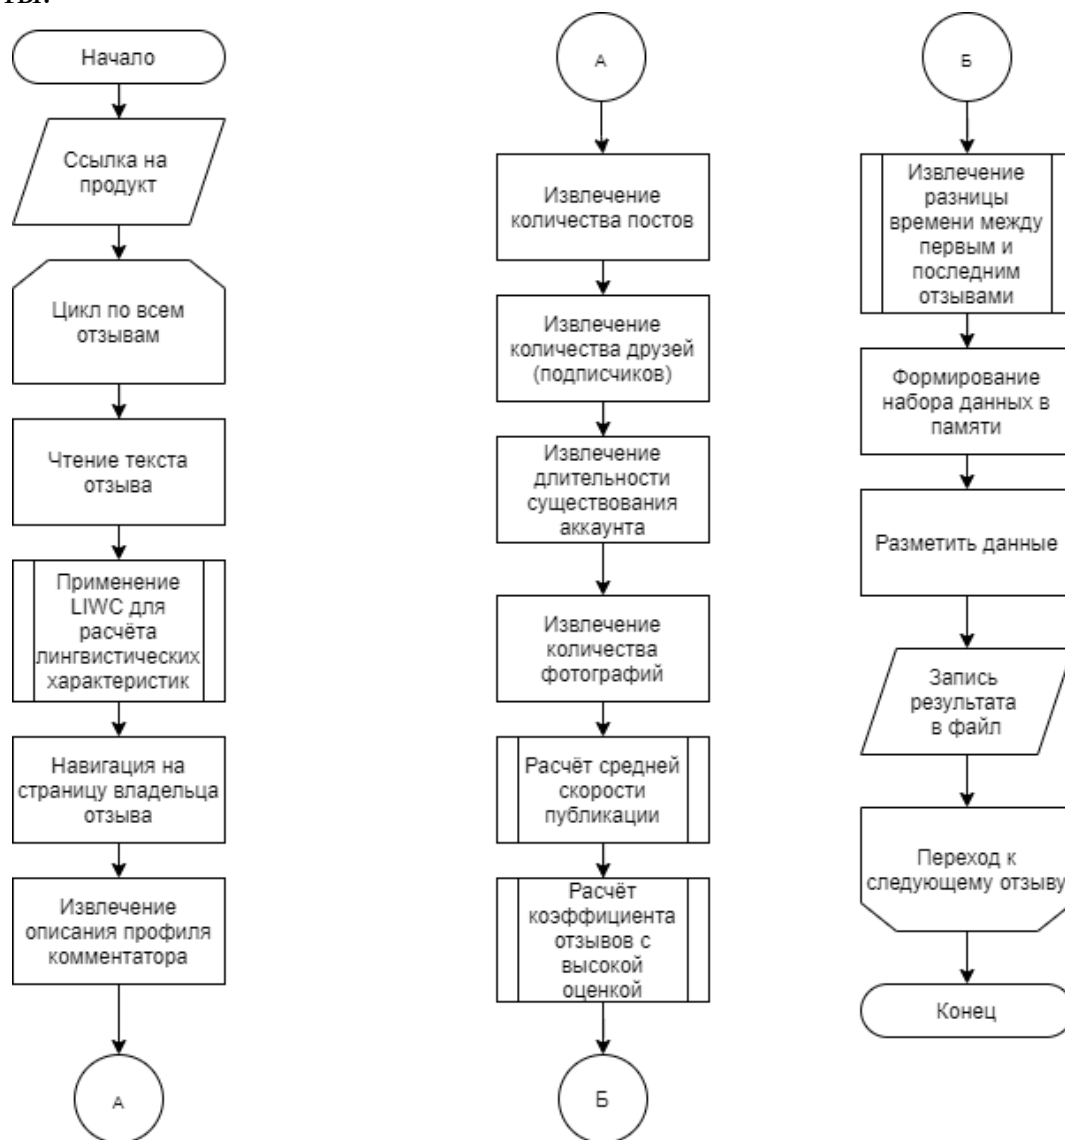 ты.
Начало
Ссылка на
продукт
Цикл по всем
отзывам
Чтение текста
отзыва
Применение
LIWC для
расчёта
лингвистических
характеристик
Навигация на
страницу владельца
отзыва
Извлечение
описания профиля
комментатора
А
А
Извлечение
количества постов
Извлечение
количества друзей
(подписчиков)
Извлечение
длительности
существования
аккаунта
Извлечение
количества
фотографий
Расчёт средней
скорости
публикации
Расчёт
коэффициента
отзывов с
высокой
оценкой
Б
Б
Извлечение
разницы
времени между
первым и
последним
отзывами
Формирование
набора данных в
памяти
Разметить данные
Запись
результата
в файл
Переход к
следующему отзыву
Конец